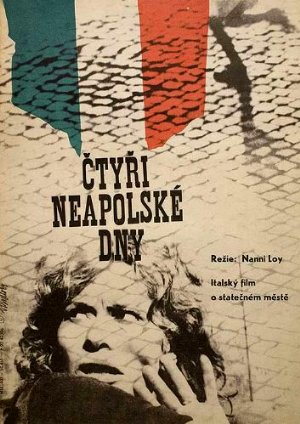 ČTYŘI
NEAPOLSKÉ
DNY
Režie: Nanni Loy
Italský film
o statečném městě